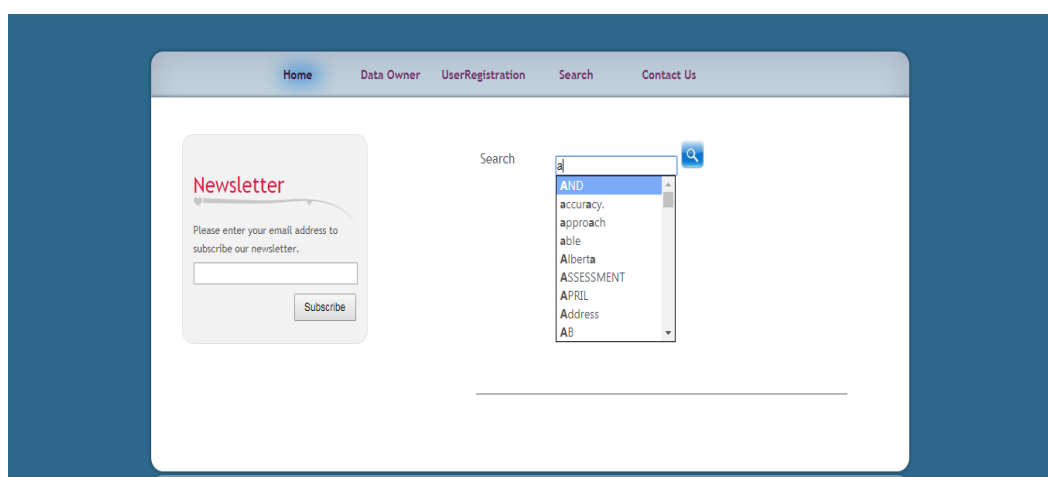 Home Data Owner UserRegistration Search Contact Us
Newsletter
Please enter your email address to
subscribe our newsletter.
Subscribe
Search
a
AND
accuracy.
approach
able
Alberta
ASSESSMENT
APRIL
Address
AB